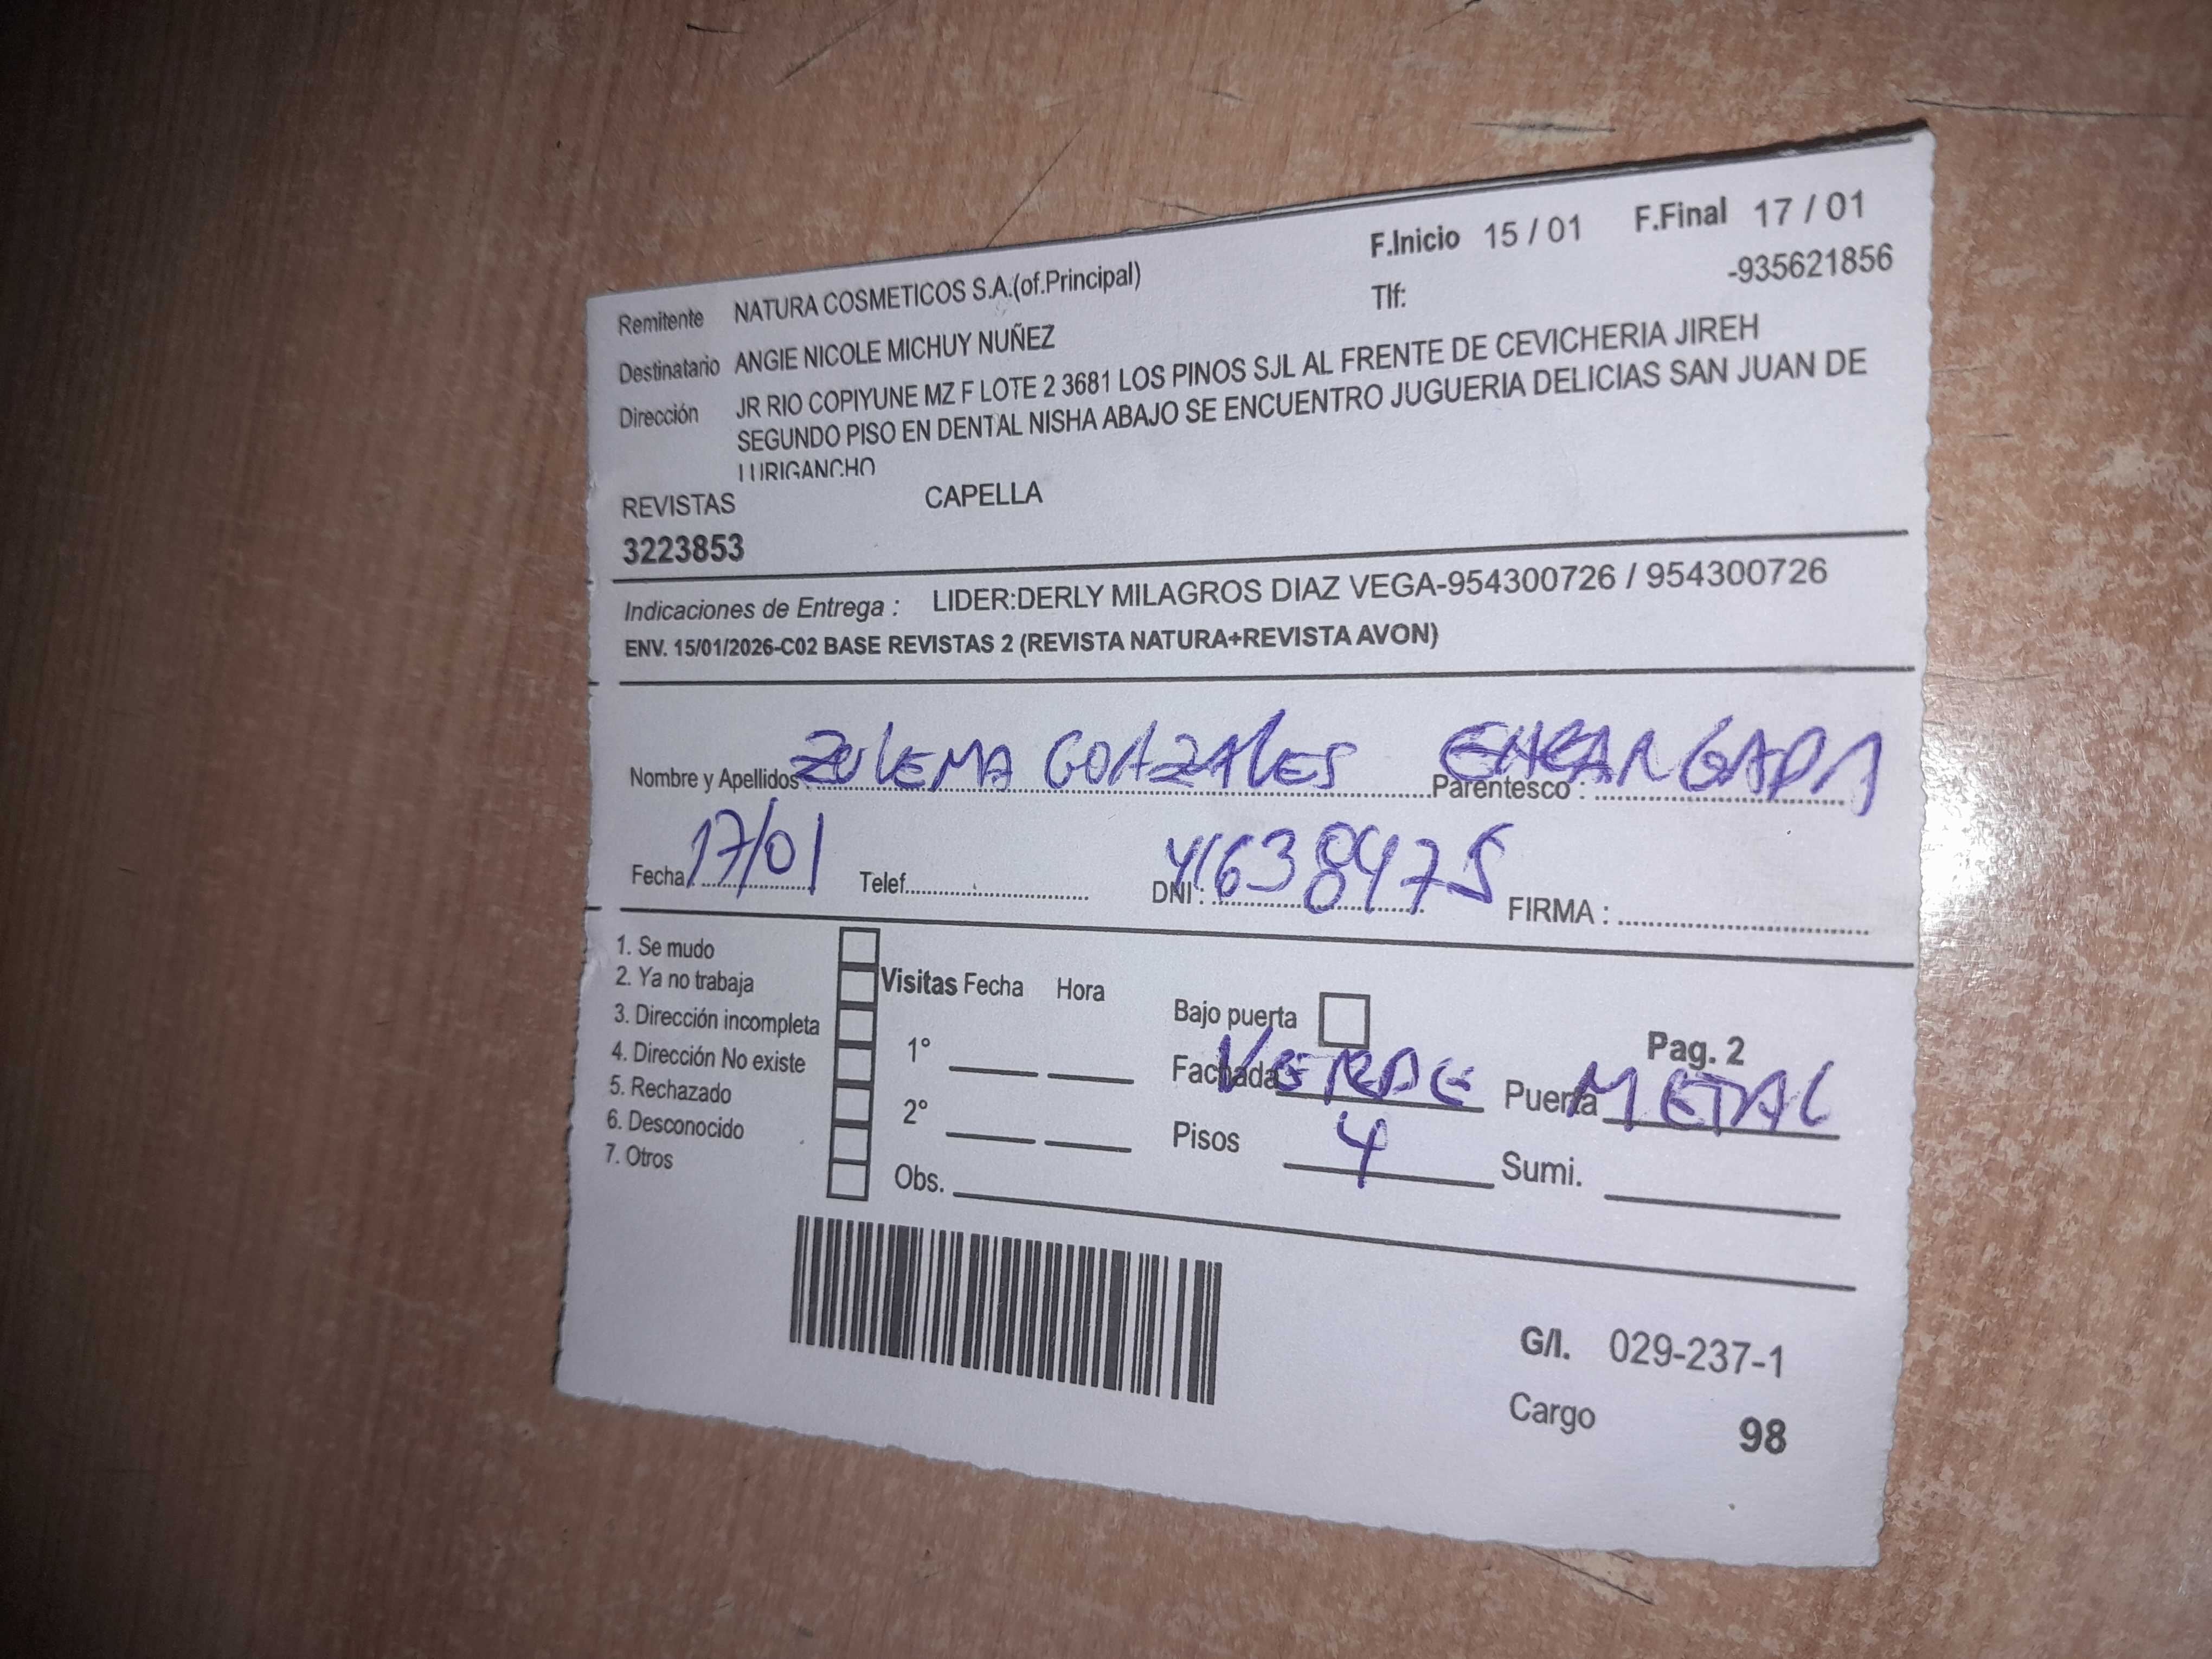 F.Inicio 15 / 01 F.Final 17 / 01
Remitente NATURA COSMETICOS S.A.(of.Principal) Tlf: -935621856
Destinatario ANGIE NICOLE MICHUY NUÑEZ
Dirección JR RIO COPIYUNE MZ F LOTE 2 3681 LOS PINOS SJL AL FRENTE DE CEVICHERIA JIREH
SEGUNDO PISO EN DENTAL NISHA ABAJO SE ENCUENTRO JUGUERIA DELICIAS SAN JUAN DE
LURIGANCHO
REVISTAS CAPELLA
3223853
Indicaciones de Entrega : LIDER:DERLY MILAGROS DIAZ VEGA-954300726 / 954300726
ENV. 15/01/2026-C02 BASE REVISTAS 2 (REVISTA NATURA+REVISTA AVON)
Nombre y Apellidos: ZULEMA GONZALES Parentesco : ENCARGADA
Fecha 17/01 Telef. DNI : 41638475 FIRMA :
1. Se mudo
2. Ya no trabaja Visitas Fecha Hora Bajo puerta
3. Dirección incompleta 1° Pag. 2
4. Dirección No existe Fachada VERDE Puerta METAL
5. Rechazado 2°
6. Desconocido Pisos 4 Sumi.
7. Otros Obs.
G/I. 029-237-1
Cargo 98